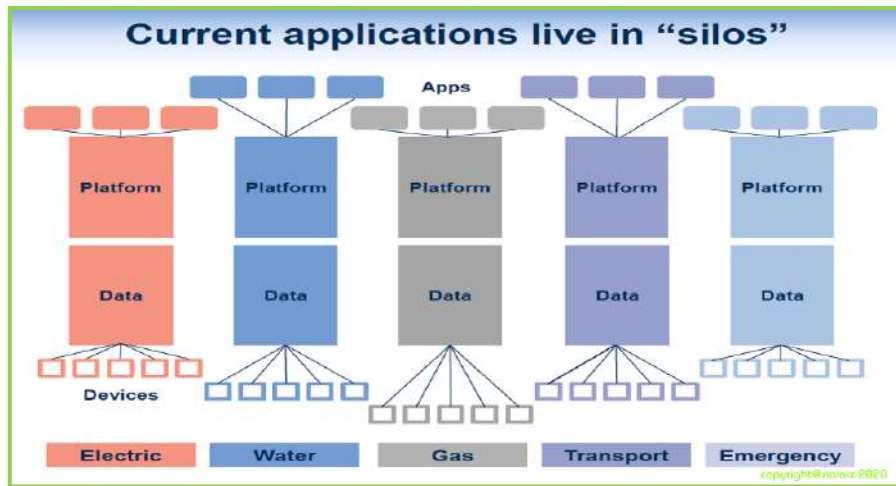 Current applications live in “silos”
Apps
Platform Platform Platform Platform Platform
Data Data Data Data Data
Devices
Electric Water Gas Transport Emergency
2020